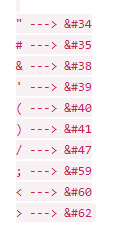 " ---> &#34
# ---> &#35
& ---> &#38
' ---> &#39
( ---> &#40
) ---> &#41
/ ---> &#47
; ---> &#59
< ---> &#60
> ---> &#62